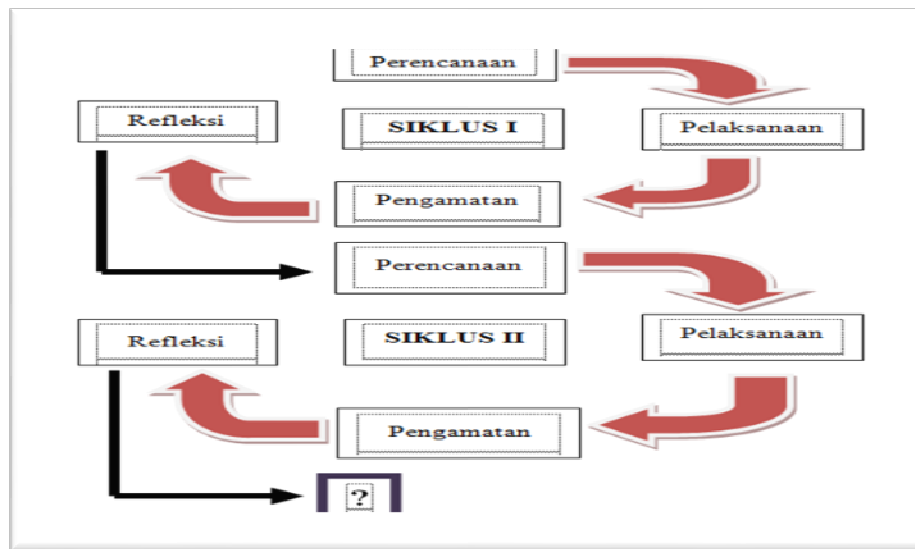 Perencanaan
Refleksi
SIKLUS I
Pelaksanaan
Pengamatan
Perencanaan
Refleksi
SIKLUS II
Pelaksanaan
Pengamatan
?